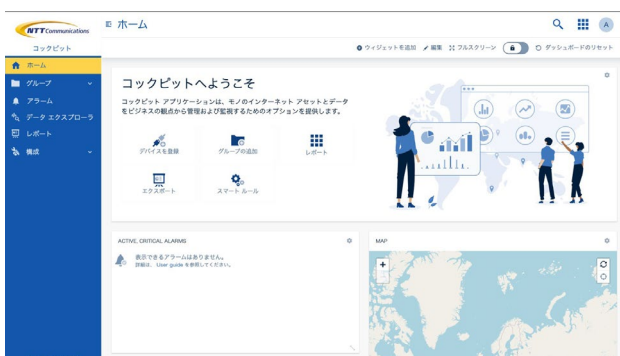 NTT Communications
コックピット
ホーム
ウィジェットを追加 編集 フルスクリーン ダッシュボードのリセット
A
ホーム
グループ
アラーム
データ エクスプローラ
レポート
構成
コックピットへようこそ
コックピット アプリケーションは、モノのインターネット アセットとデータ
をビジネスの観点から管理および監視するためのオプションを提供します。
デバイスを登録
グループの追加
レポート
エクスポート
スマート ルール
ACTIVE, CRITICAL ALARMS
表示できるアラームはありません。
詳細は、User guide を参照してください。
MAP
+
-